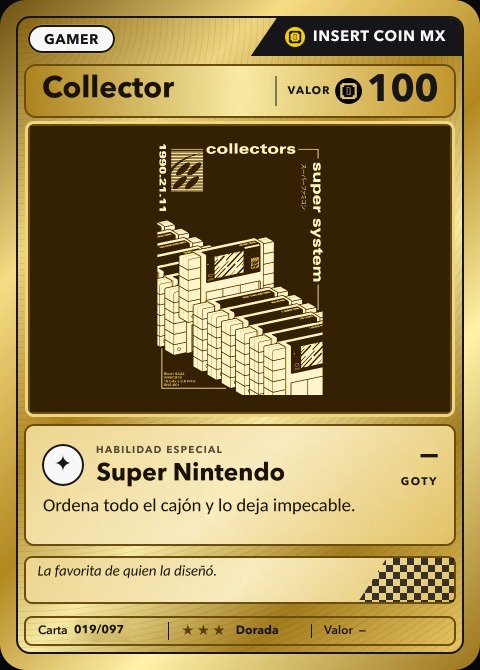 GAMER
INSERT COIN MX
Collector
VALOR 100
collectors
1990.21.11
super system
スーパーファミコン
HABILIDAD ESPECIAL
Super Nintendo
–
GOTY
Ordena todo el cajón y lo deja impecable.
La favorita de quien la diseñó.
Carta 019/097
★ ★ ★ Dorada
Valor –